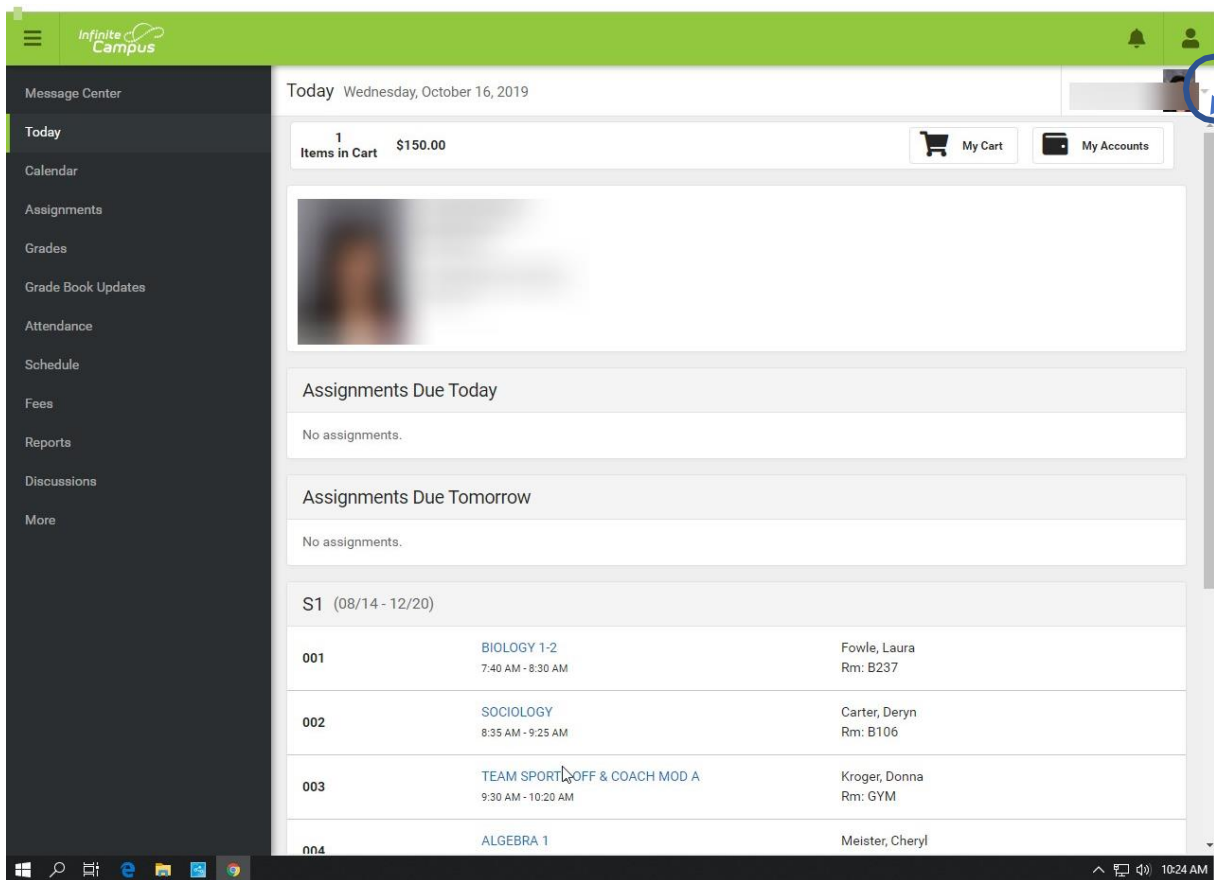 Infinite
Campus
Message Center
Today
Calendar
Assignments
Grades
Grade Book Updates
Attendance
Schedule
Fees
Reports
Discussions
More
Today Wednesday, October 16, 2019
1
Items in Cart $150.00
My Cart
My Accounts
Assignments Due Today
No assignments.
Assignments Due Tomorrow
No assignments.
S1 (08/14 - 12/20)
001
BIOLOGY 1-2
7:40 AM - 8:30 AM
Fowle, Laura
Rm: B237
002
SOCIOLOGY
8:35 AM - 9:25 AM
Carter, Deryn
Rm: B106
003
TEAM SPORT OFF & COACH MOD A
9:30 AM - 10:20 AM
Kroger, Donna
Rm: GYM
004
ALGEBRA 1
Meister, Cheryl
10:24 AM